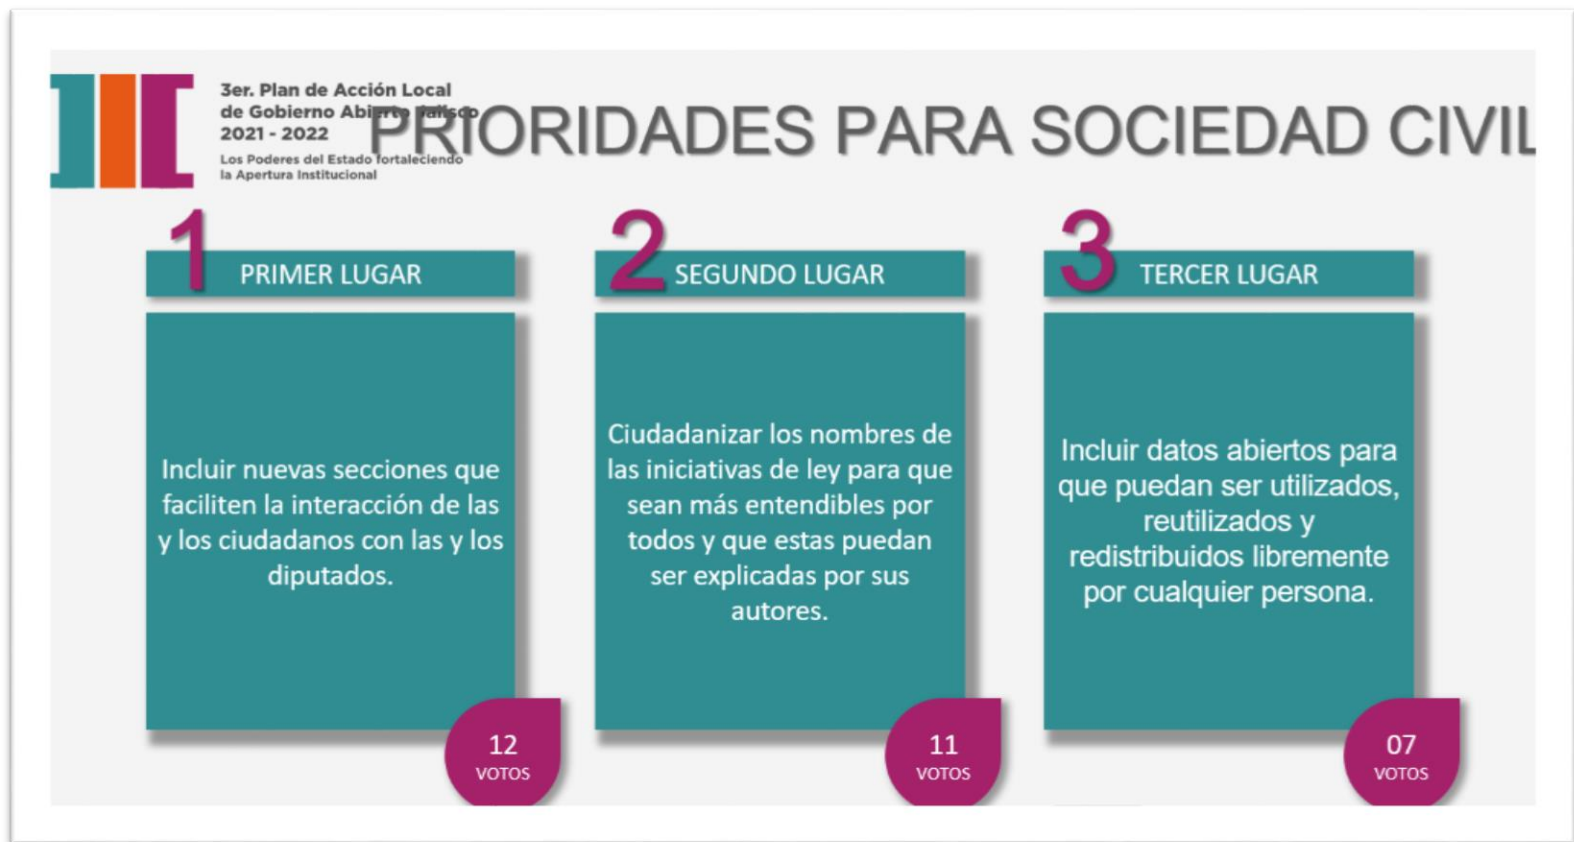 3er. Plan de Acción Local
de Gobierno Abierto Jalisco
2021 - 2022
Los Poderes del Estado fortaleciendo
la Apertura Institucional
PRIORIDADES PARA SOCIEDAD CIVIL
1
PRIMER LUGAR
Incluir nuevas secciones que
faciliten la interacción de las
y los ciudadanos con las y los
diputados.
12
VOTOS
2
SEGUNDO LUGAR
Ciudadanizar los nombres de
las iniciativas de ley para que
sean más entendibles por
todos y que estas puedan
ser explicadas por sus
autores.
11
VOTOS
3
TERCER LUGAR
Incluir datos abiertos para
que puedan ser utilizados,
reutilizados y
redistribuidos libremente
por cualquier persona.
07
VOTOS